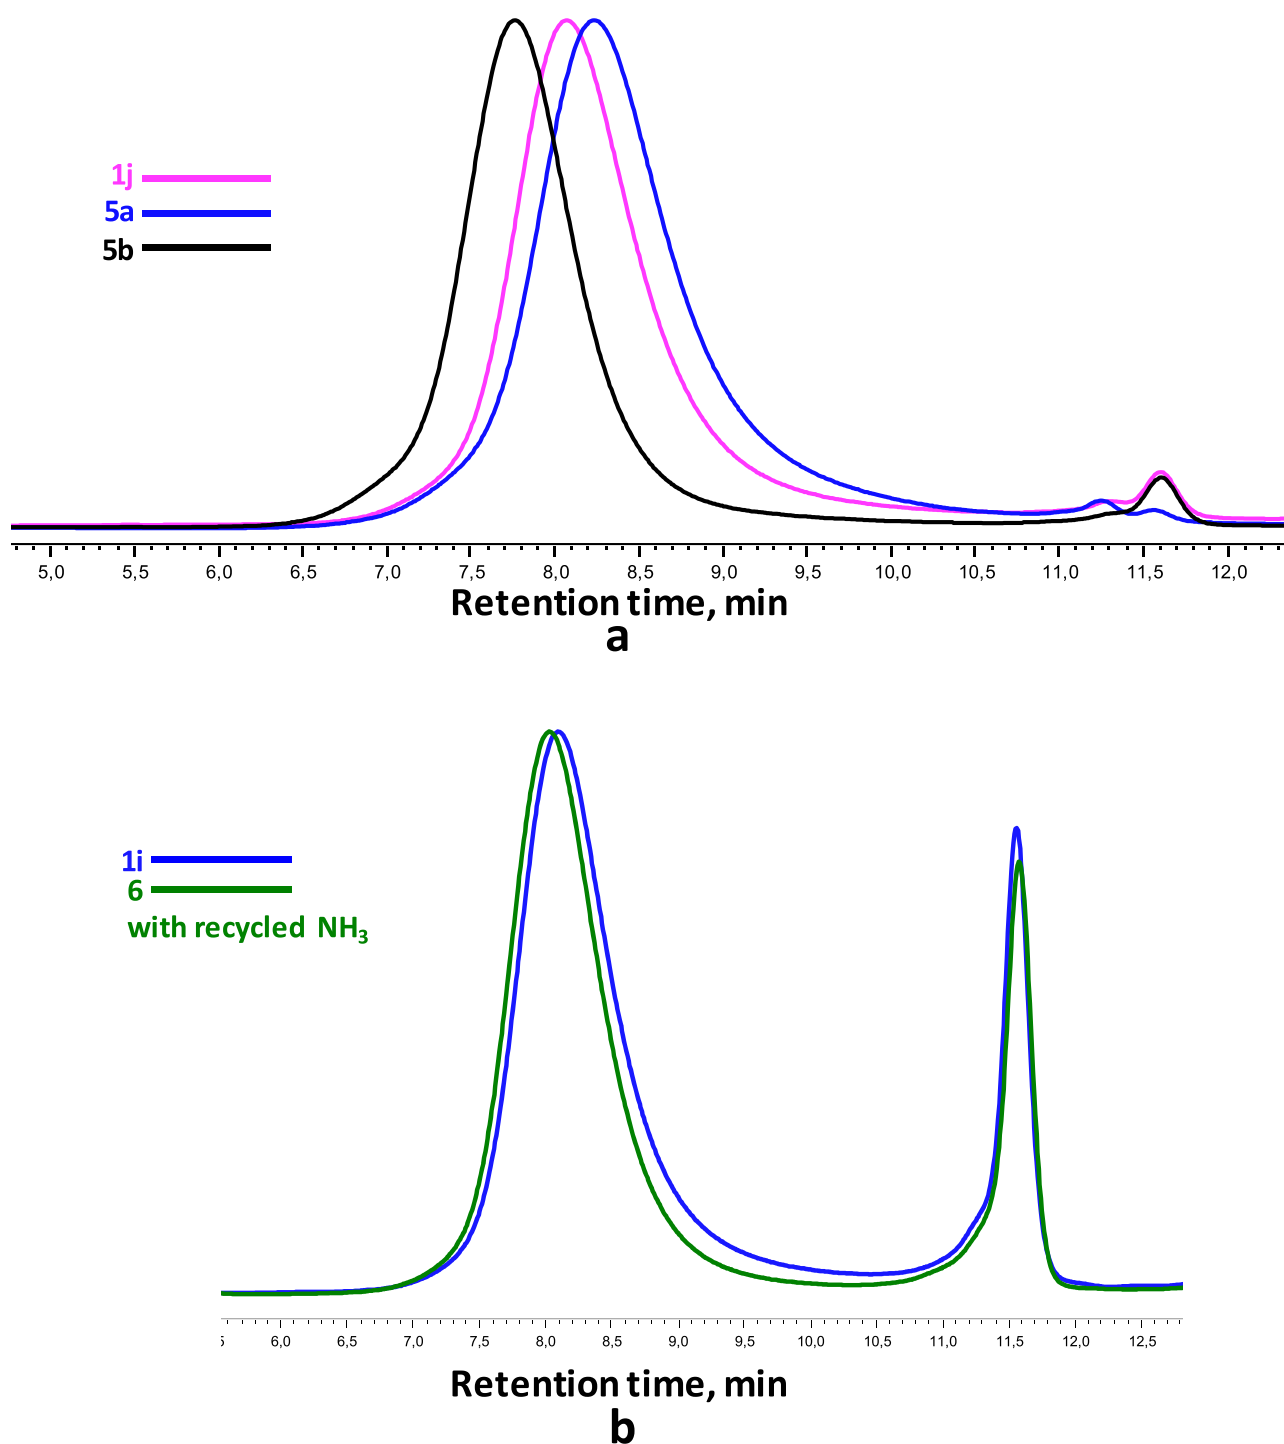 1j
5a
5b
5,0 5,5 6,0 6,5 7,0 7,5 8,0 8,5 9,0 9,5 10,0 10,5 11,0 11,5 12,0
Retention time, min
a
1i
6
with recycled NH₃
5 6,0 6,5 7,0 7,5 8,0 8,5 9,0 9,5 10,0 10,5 11,0 11,5 12,0 12,5
Retention time, min
b